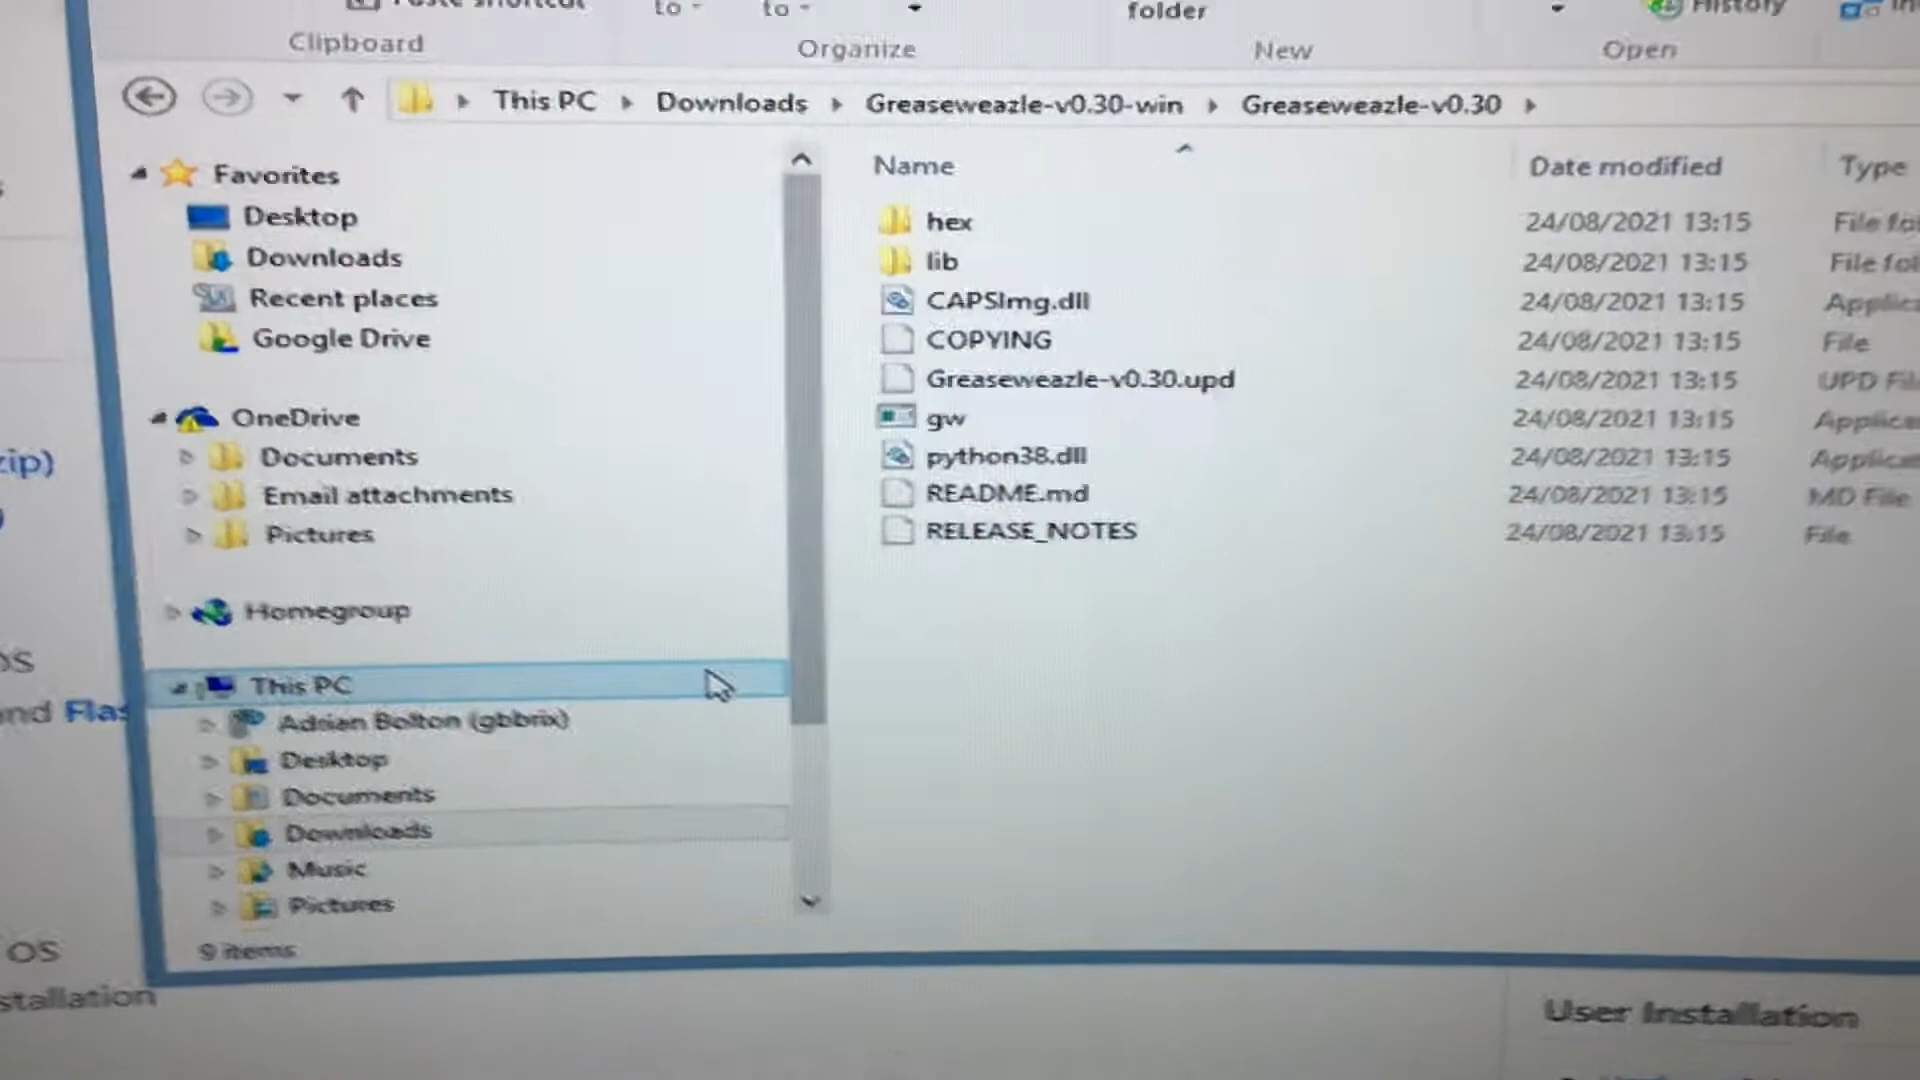 to to folder History
Clipboard Organize New Open
This PC Downloads Greaseweazle-v0.30-win Greaseweazle-v0.30
Name Date modified Type
Favorites
Desktop
Downloads
Recent places
Google Drive
OneDrive
Documents
Email attachments
Pictures
Homegroup
This PC
Adrian Bolton (gbbrix)
Desktop
Documents
Downloads
Music
Pictures
9 items
hex 24/08/2021 13:15 File fol
lib 24/08/2021 13:15 File fol
CAPSImg.dll 24/08/2021 13:15 Applica
COPYING 24/08/2021 13:15 File
Greaseweazle-v0.30.upd 24/08/2021 13:15 UPD Fil
gw 24/08/2021 13:15 Applica
python38.dll 24/08/2021 13:15 Applica
README.md 24/08/2021 13:15 MD File
RELEASE_NOTES 24/08/2021 13:15 File
zip)
OS
nd Flas
OS
stallation
User Installation